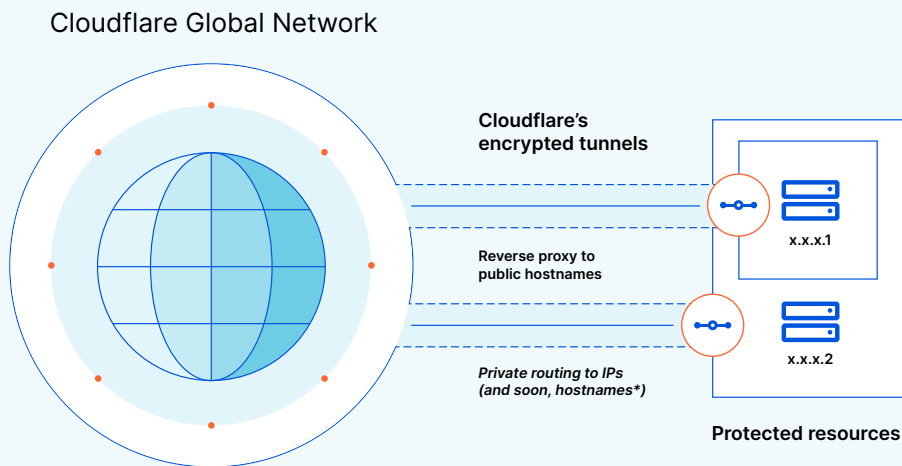 Cloudflare Global Network
Cloudflare's
encrypted tunnels
x.x.x.1
Reverse proxy to
public hostnames
x.x.x.2
Private routing to IPs
(and soon, hostnames*)
Protected resources